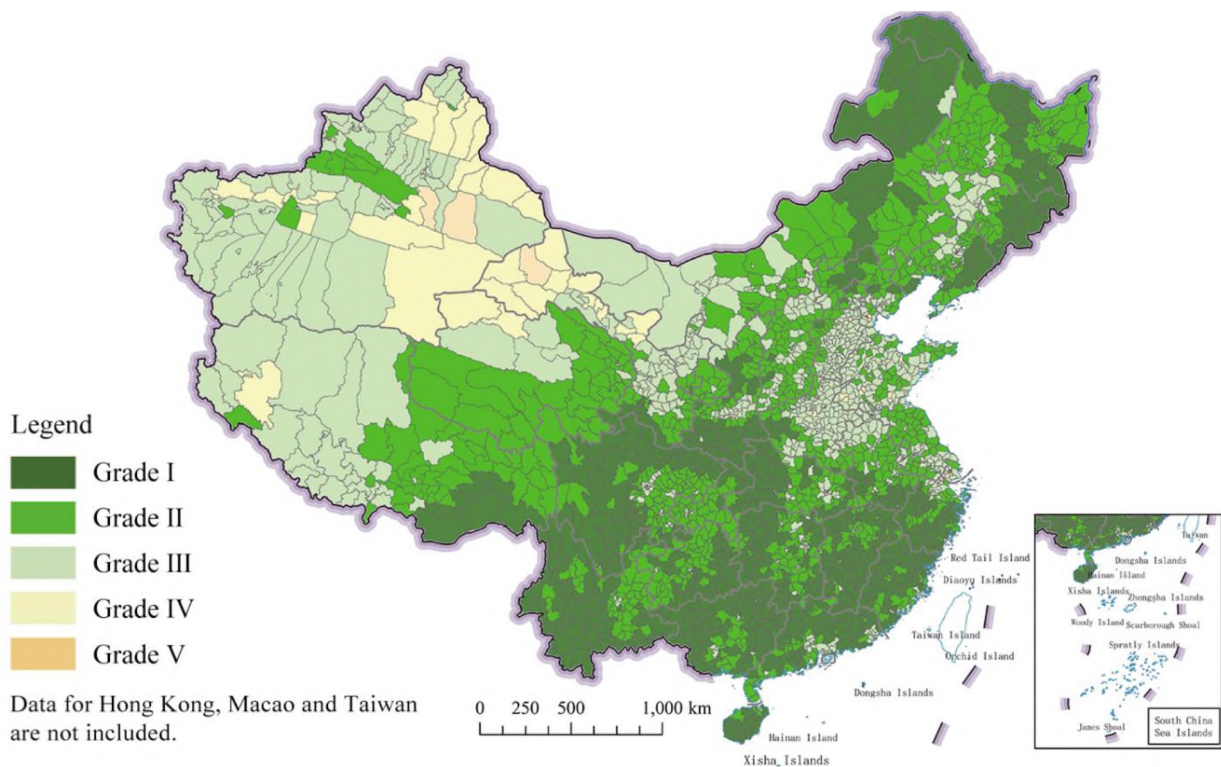 Legend
Grade I
Grade II
Grade III
Grade IV
Grade V
Data for Hong Kong, Macao and Taiwan
are not included.
0 250 500 1,000 km
Red Tail Island
Diaoyu Islands
Taiwan Island
Orchid Island
Dongsha Islands
Hainan Island
Xisha Islands
Taiwan
Dongsha Islands
Hainan Island
Xisha Islands
Zhongsha Islands
Woody Island
Scarborough Shoal
Spratly Islands
James Shoal
South China
Sea Islands